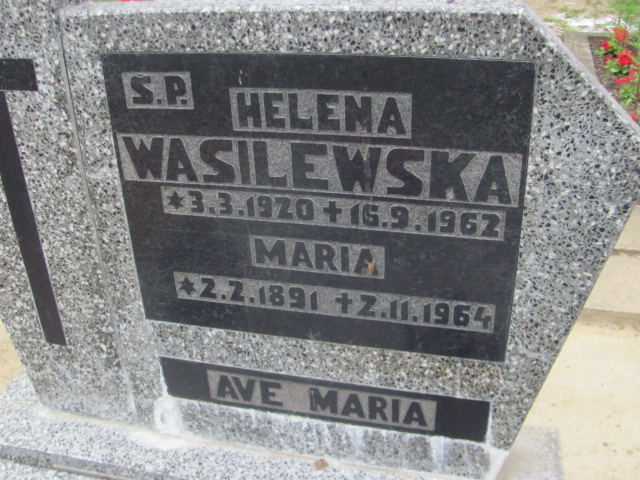 Ś.P.
HELENA
WASILEWSKA
*3.3.1920 +16.9.1962
MARIA
*2.2.1891 +2.11.1964
AVE MARIA